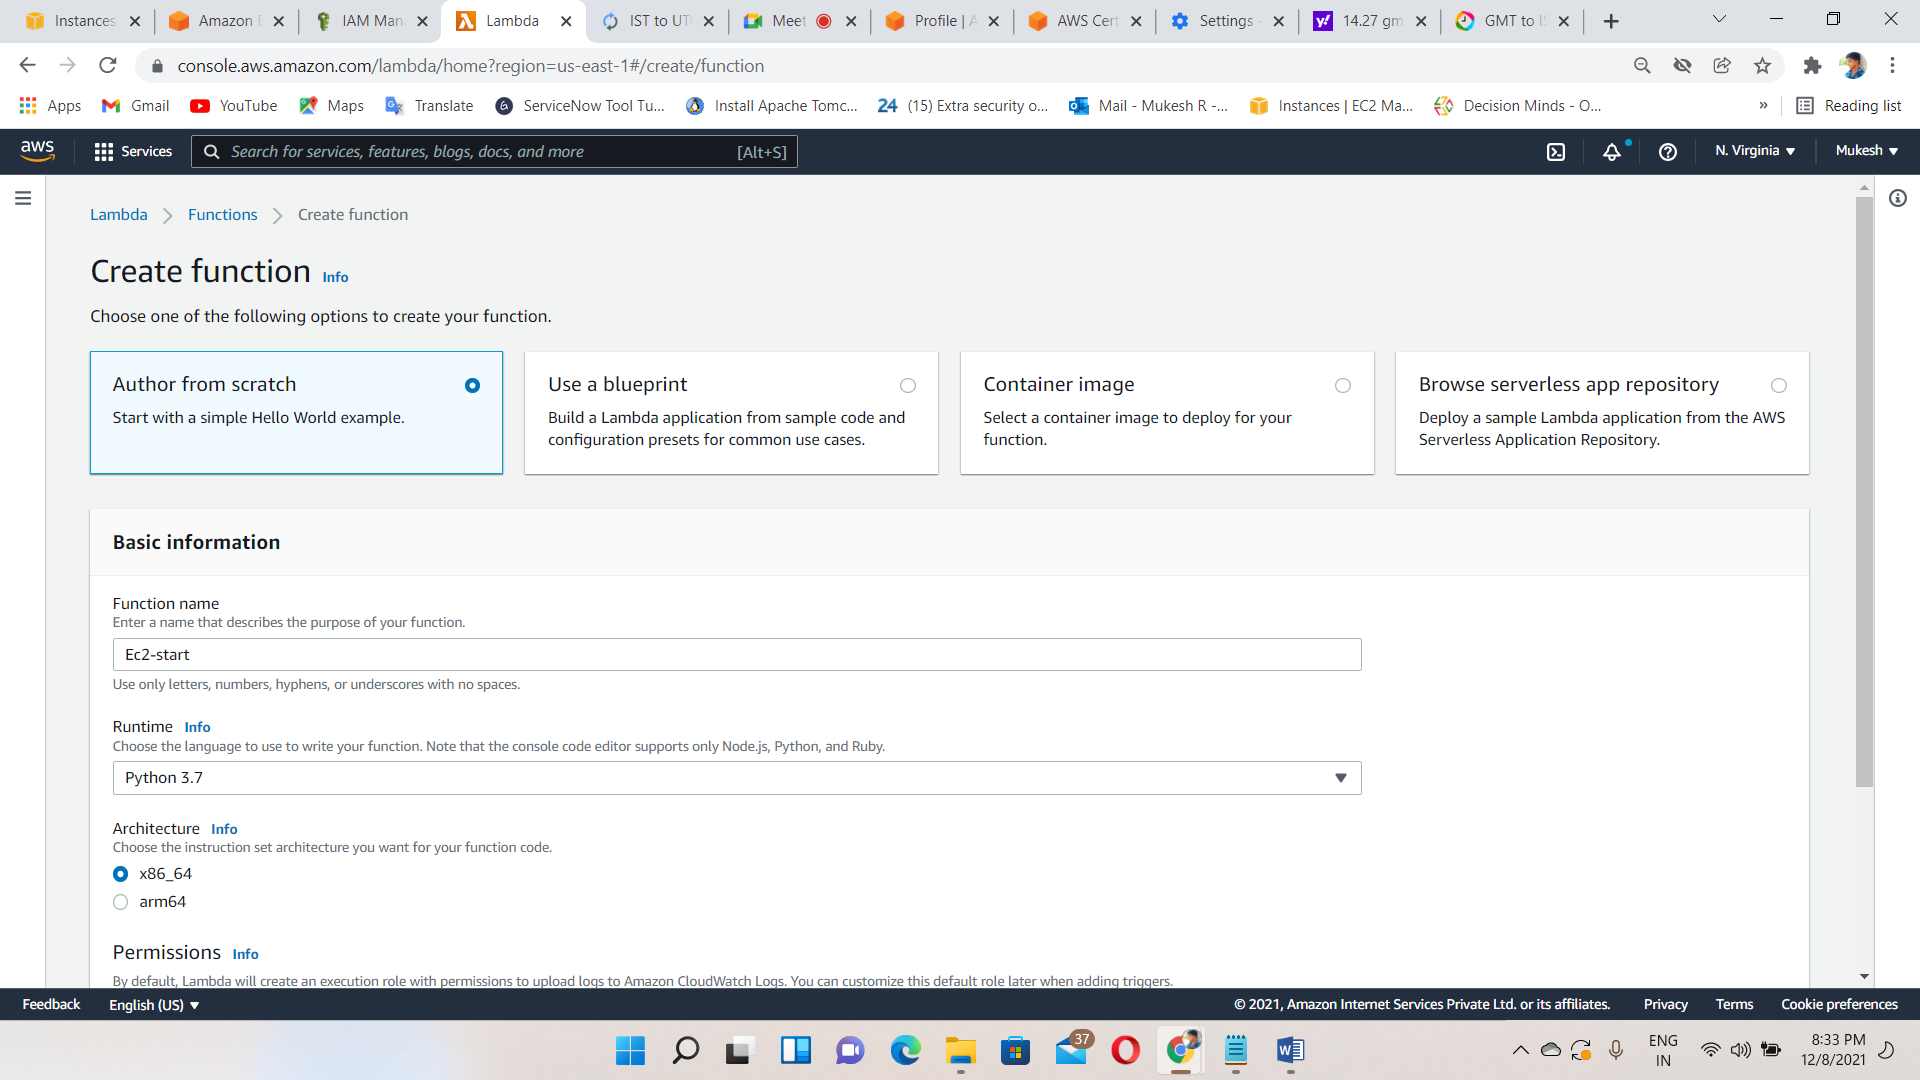 Instances
Amazon E
IAM Man
Lambda
IST to UT
Meet
Profile | A
AWS Cert
Settings -
14.27 gm
GMT to IS
console.aws.amazon.com/lambda/home?region=us-east-1#/create/function
Apps
Gmail
YouTube
Maps
Translate
ServiceNow Tool Tu...
Install Apache Tomc...
24
(15) Extra security o...
Mail - Mukesh R -...
Instances | EC2 Ma...
Decision Minds - O...
»
Reading list
aws
Services
Search for services, features, blogs, docs, and more
[Alt+S]
N. Virginia
Mukesh
Lambda
Functions
Create function
Create function Info
Choose one of the following options to create your function.
Author from scratch
Start with a simple Hello World example.
Use a blueprint
Build a Lambda application from sample code and
configuration presets for common use cases.
Container image
Select a container image to deploy for your
function.
Browse serverless app repository
Deploy a sample Lambda application from the AWS
Serverless Application Repository.
Basic information
Function name
Enter a name that describes the purpose of your function.
Ec2-start
Use only letters, numbers, hyphens, or underscores with no spaces.
Runtime Info
Choose the language to use to write your function. Note that the console code editor supports only Node.js, Python, and Ruby.
Python 3.7
Architecture Info
Choose the instruction set architecture you want for your function code.
x86_64
arm64
Permissions Info
By default, Lambda will create an execution role with permissions to upload logs to Amazon CloudWatch Logs. You can customize this default role later when adding triggers.
Feedback
English (US)
© 2021, Amazon Internet Services Private Ltd. or its affiliates.
Privacy
Terms
Cookie preferences
37
ENG
IN
8:33 PM
12/8/2021